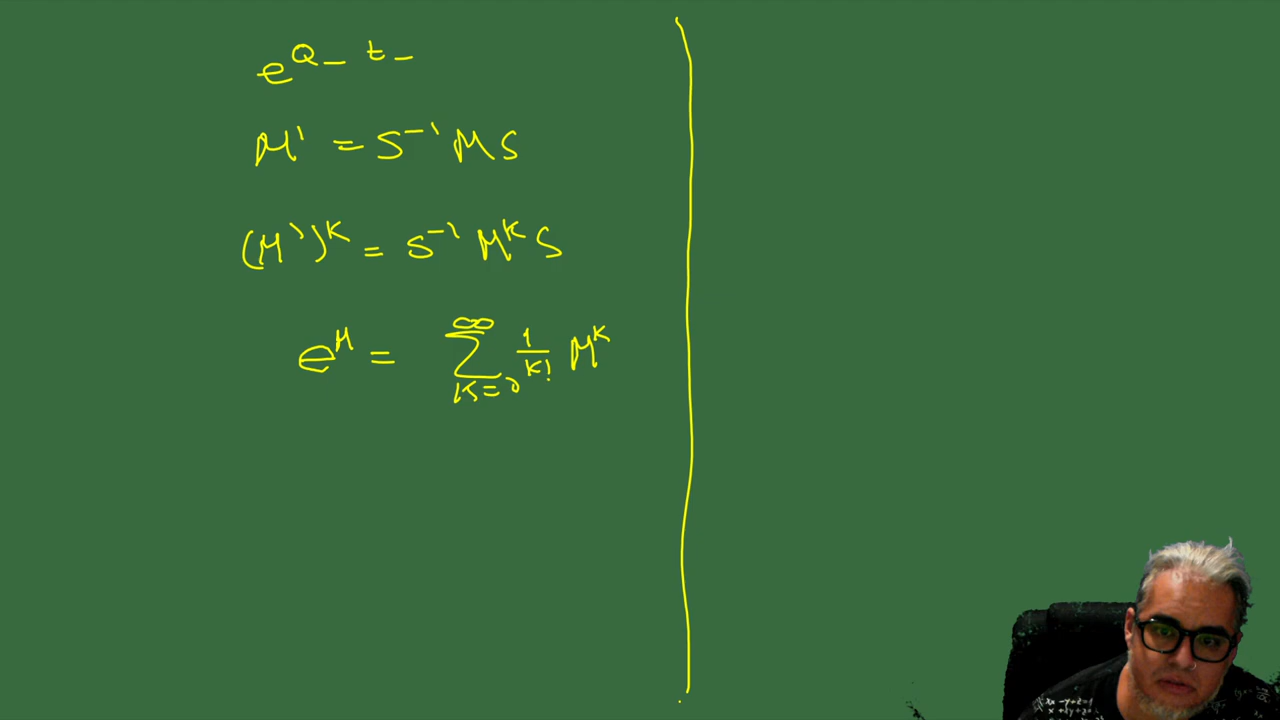 e^{Q_- t_-}
M' = S^{-1} M S
(M')^K = S^{-1} M^K S
e^M = \sum_{K=0}^{\infty} \frac{1}{K!} M^K